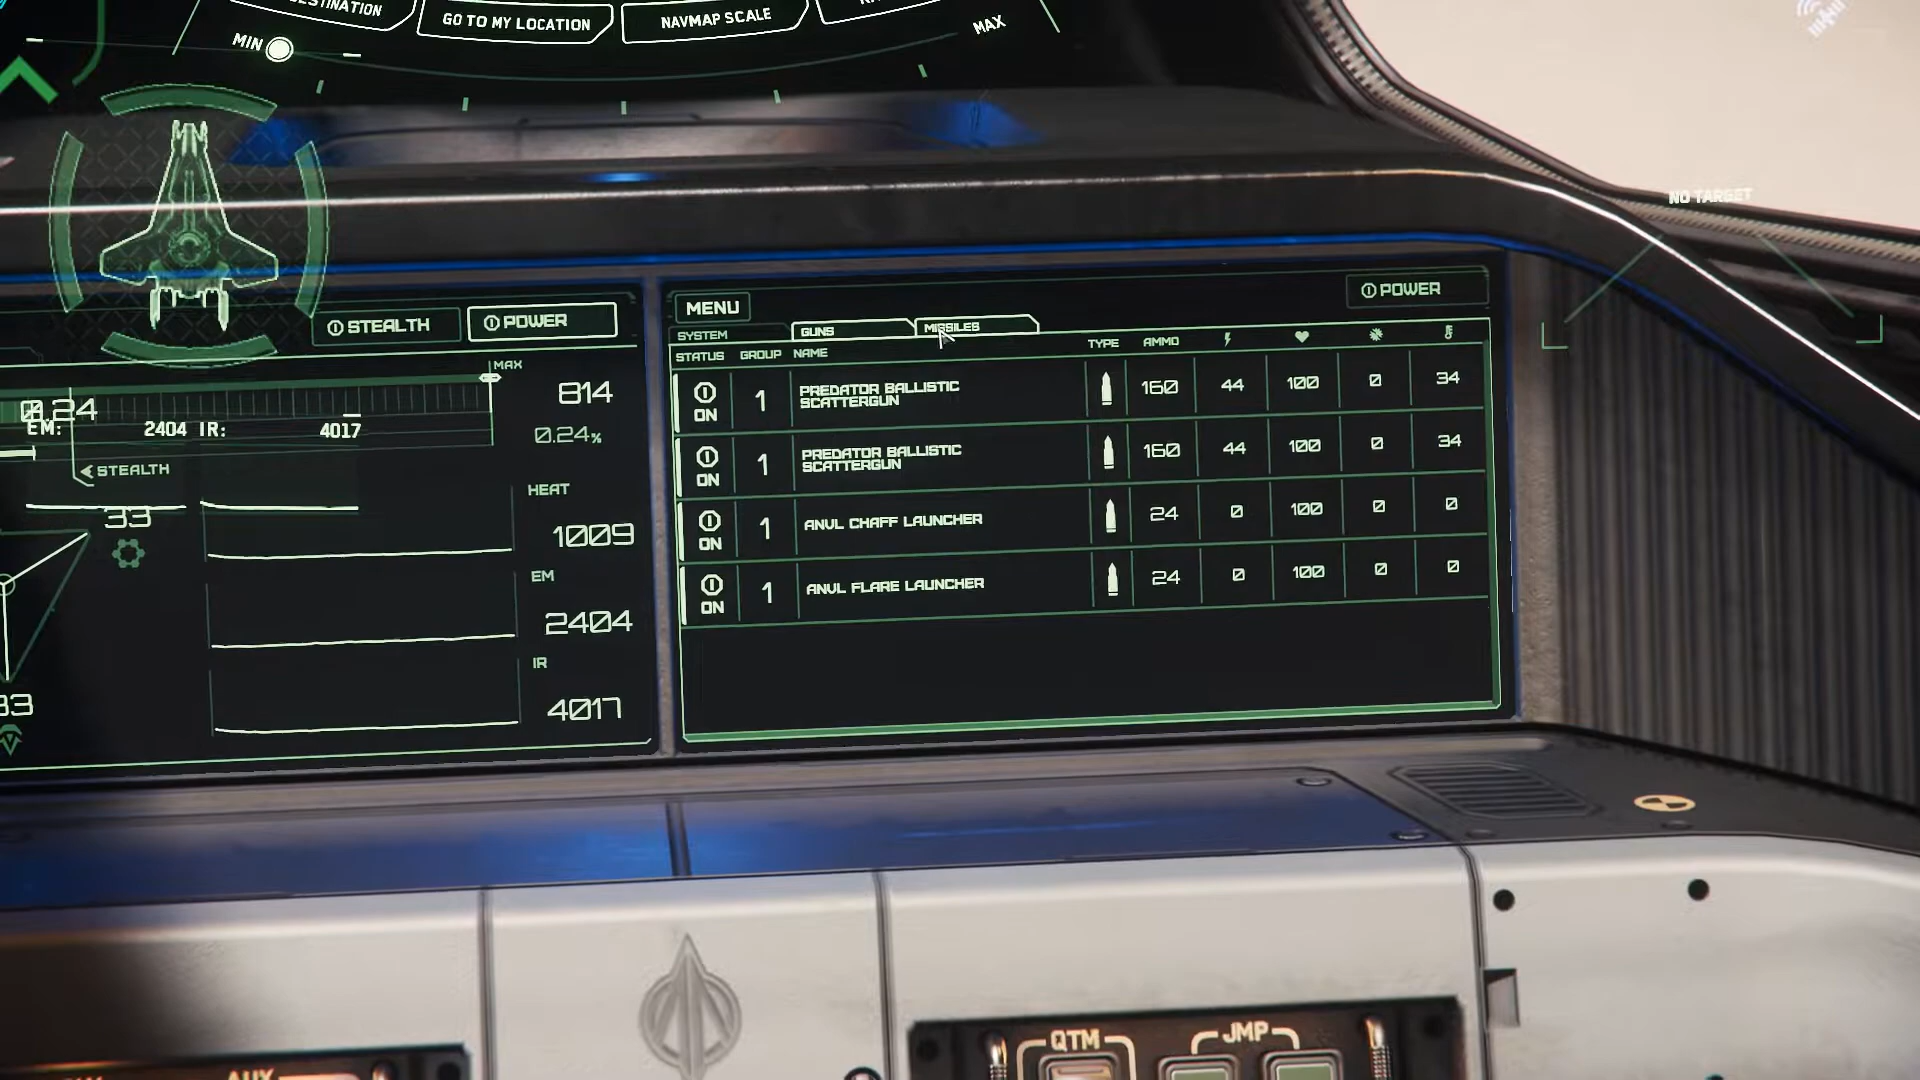 DESTINATION
GO TO MY LOCATION
NAVMAP SCALE
MIN
MAX
NO TARGET
STEALTH
POWER
MAX
814
0.24
EM: 2404 IR: 4017
0.24%
STEALTH
HEAT
33
1009
EM
2404
IR
33
4017
MENU
POWER
SYSTEM
GUNS
MISSILES
STATUS GROUP NAME TYPE AMMO
ON 1 PREDATOR BALLISTIC SCATTERGUN 160 44 100 0 34
ON 1 PREDATOR BALLISTIC SCATTERGUN 160 44 100 0 34
ON 1 ANVL CHAFF LAUNCHER 24 0 100 0 0
ON 1 ANVL FLARE LAUNCHER 24 0 100 0 0
QTM
JMP
AUX